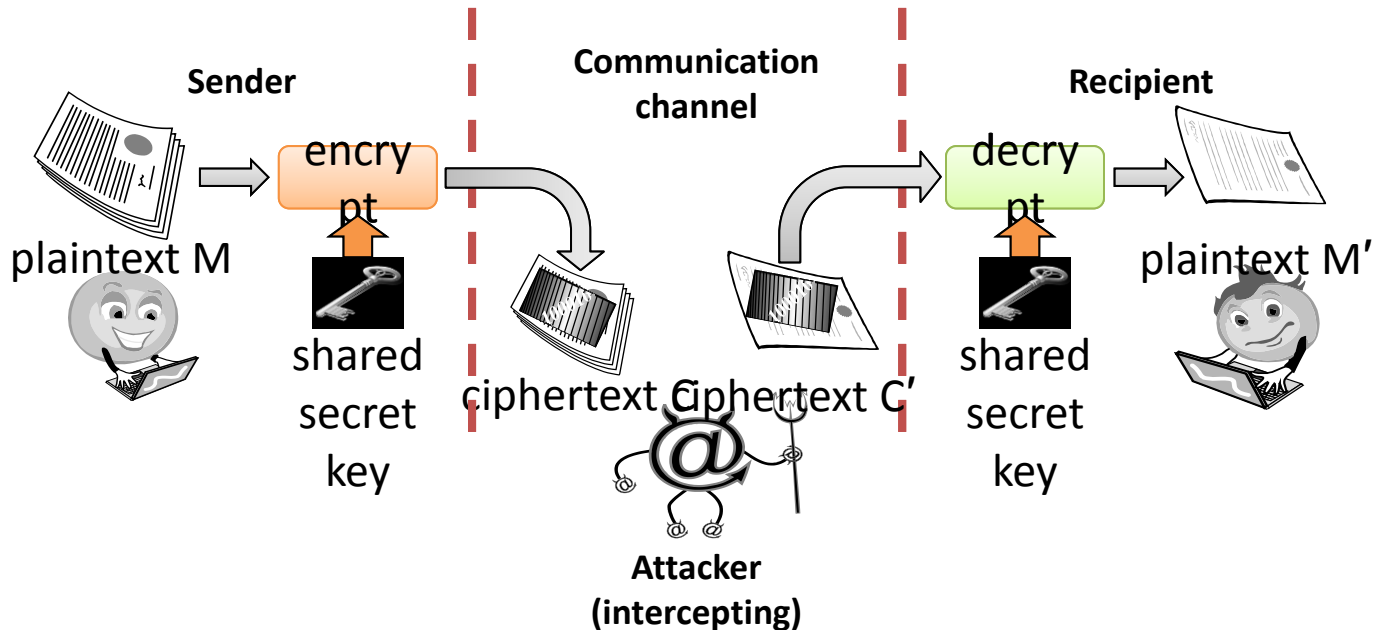 Sender
Communication
channel
Recipient
encry
pt
decry
pt
plaintext M
plaintext M′
shared
secret
key
ciphertext C
ciphertext C′
shared
secret
key
@
@
@
@
@
Attacker
(intercepting)